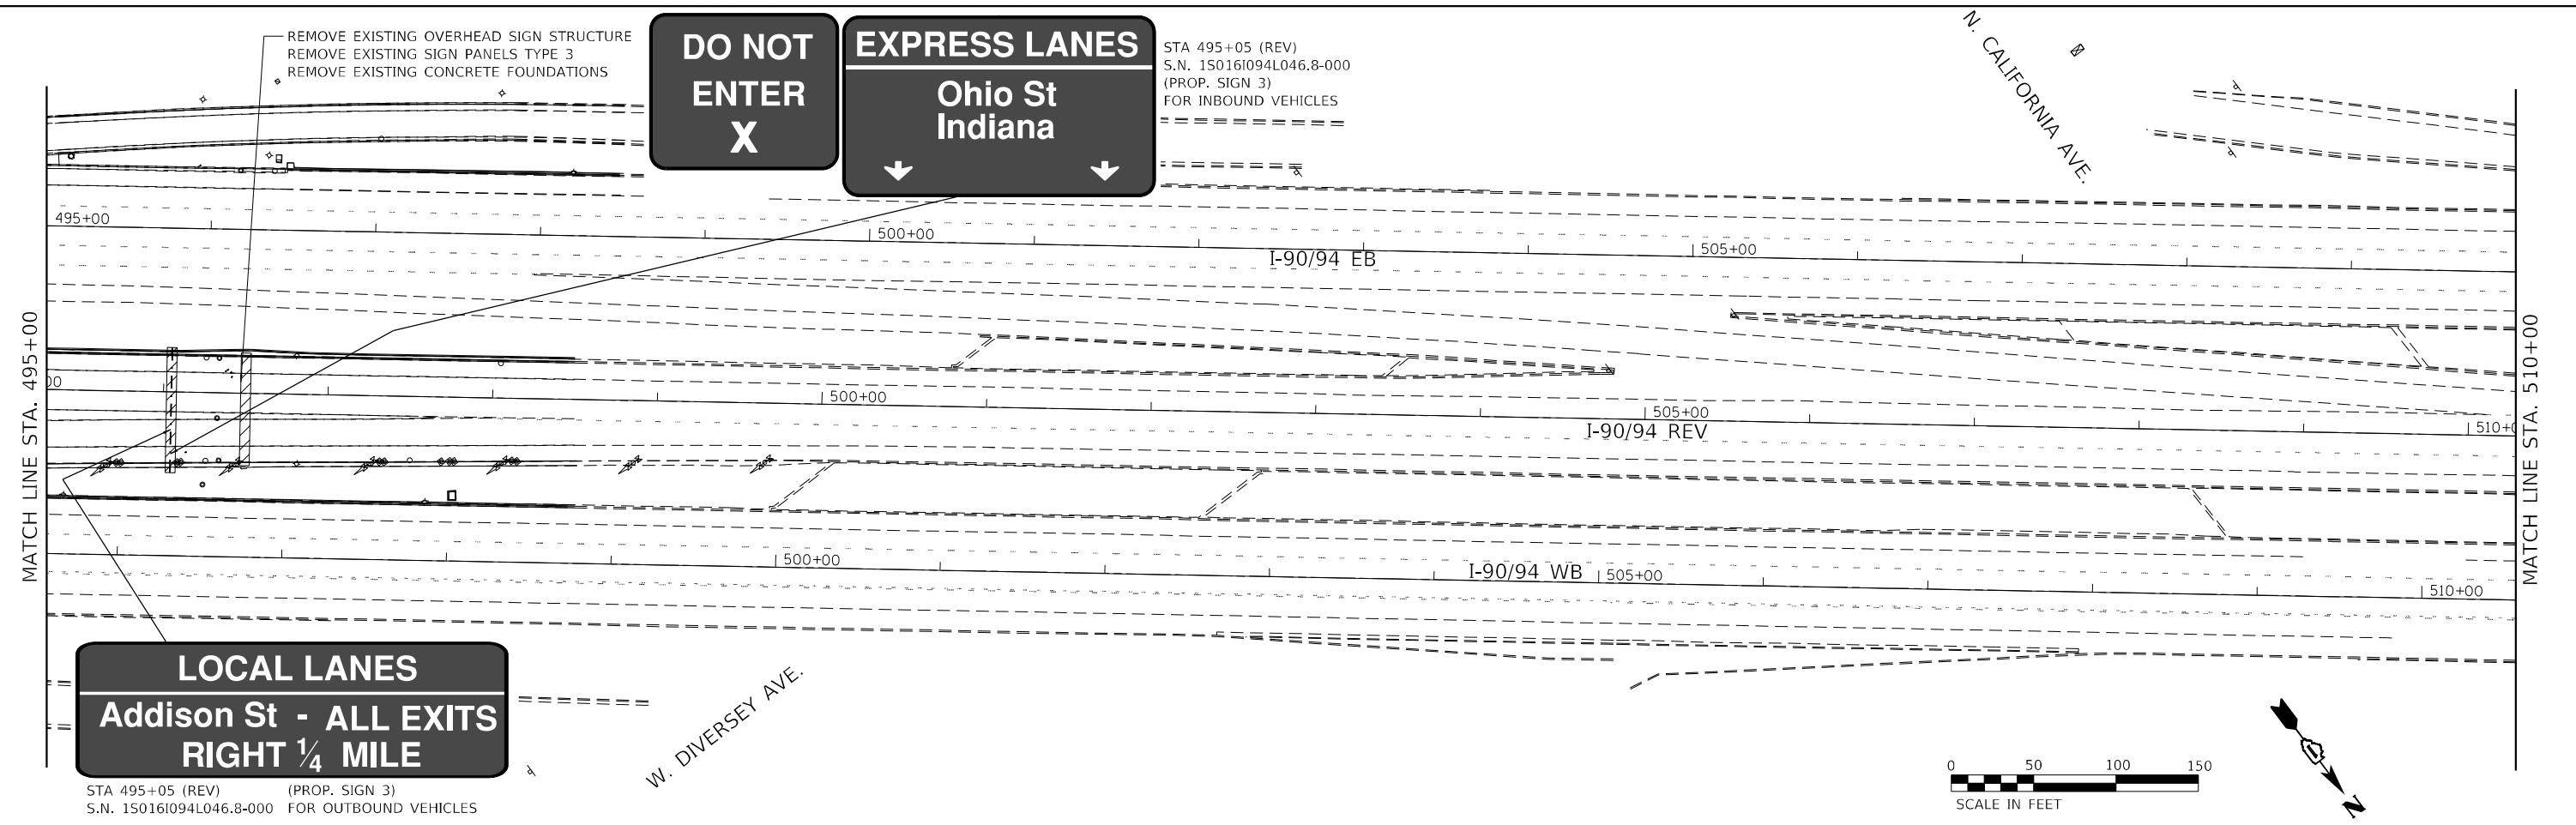 REMOVE EXISTING OVERHEAD SIGN STRUCTURE
REMOVE EXISTING SIGN PANELS TYPE 3
REMOVE EXISTING CONCRETE FOUNDATIONS
DO NOT
ENTER
X
EXPRESS LANES
Ohio St
Indiana
STA 495+05 (REV)
S.N. 1S016I094L046.8-000
(PROP. SIGN 3)
FOR INBOUND VEHICLES
N. CALIFORNIA AVE.
495+00
500+00
505+00
I-90/94 EB
MATCH LINE STA. 495+00
00
500+00
505+00
510+0
I-90/94 REV
MATCH LINE STA. 510+00
500+00
I-90/94 WB
505+00
510+00
LOCAL LANES
Addison St - ALL EXITS
RIGHT 1/4 MILE
STA 495+05 (REV) (PROP. SIGN 3)
S.N. 1S016I094L046.8-000 FOR OUTBOUND VEHICLES
W. DIVERSEY AVE.
0 50 100 150
SCALE IN FEET
N